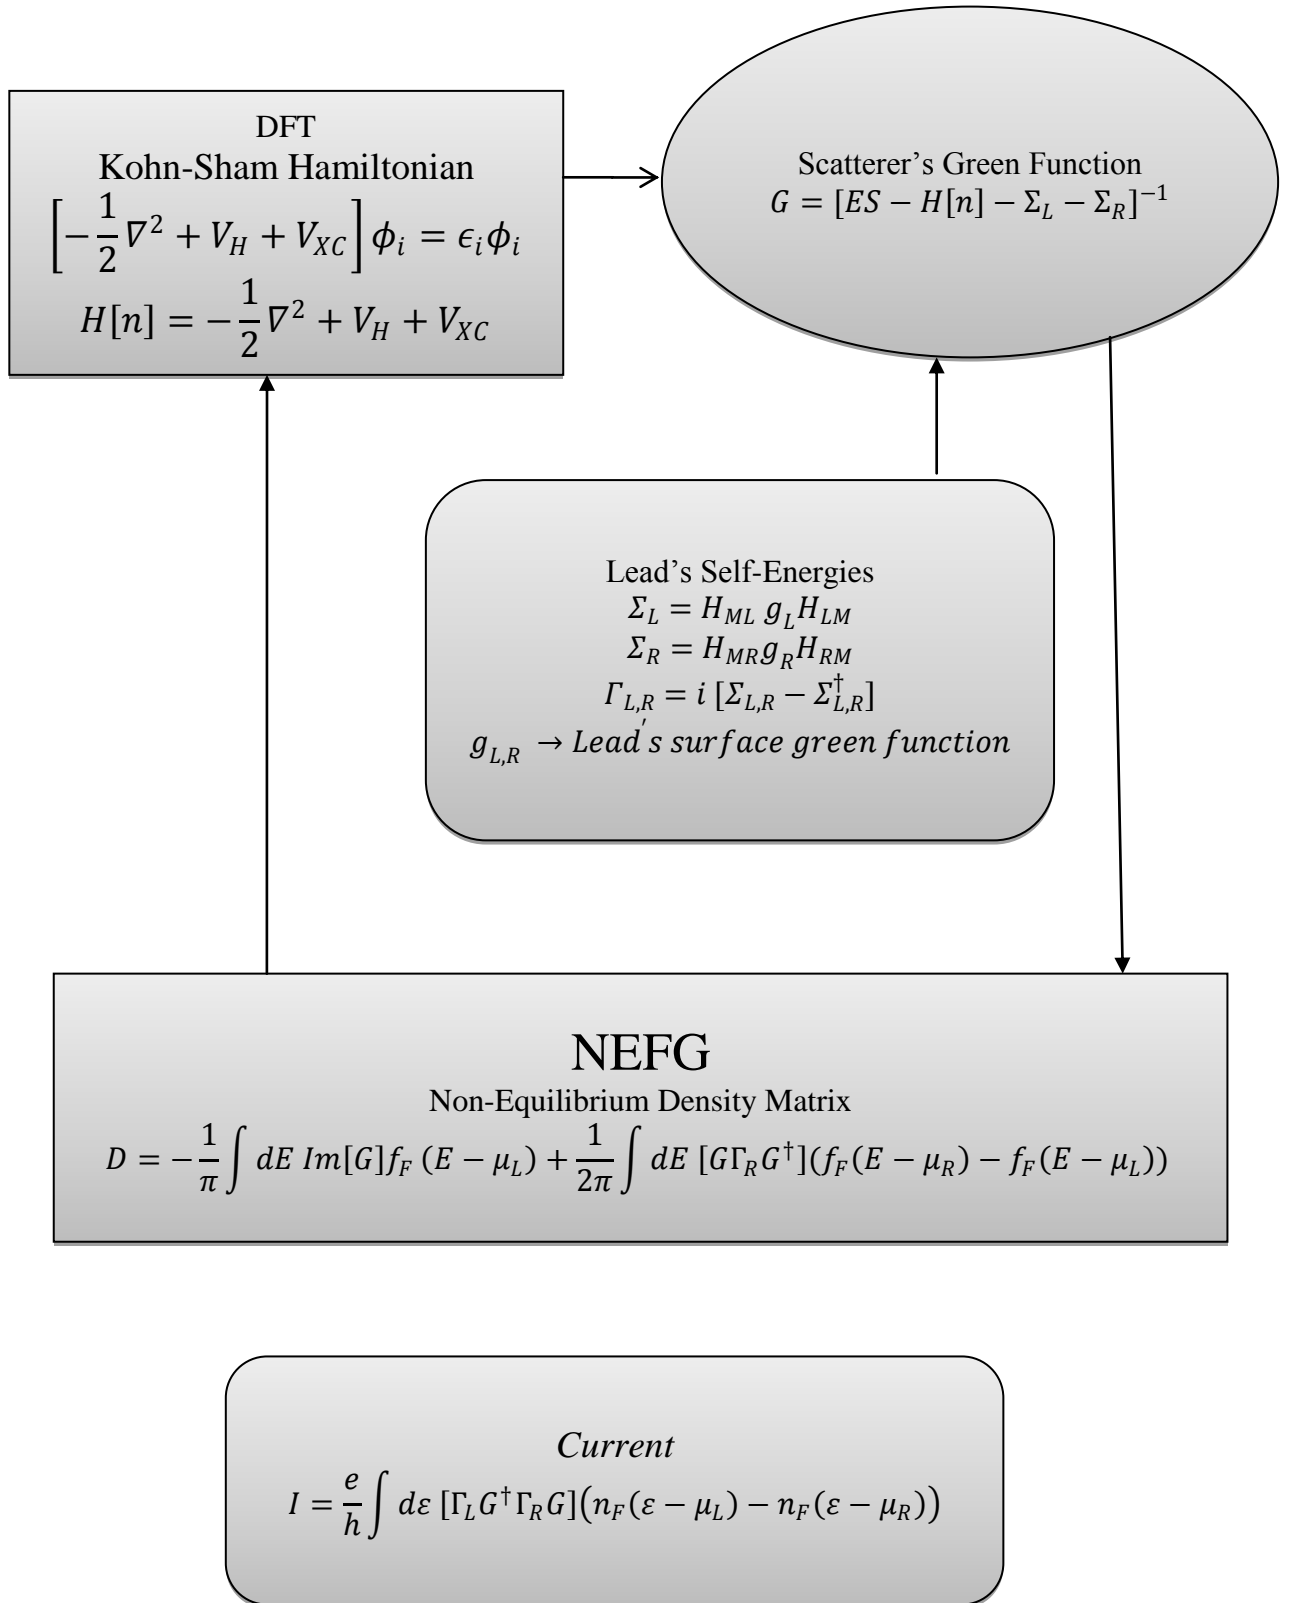 DFT
Kohn-Sham Hamiltonian
[−1/2 ∇² + V_H + V_XC] ϕ_i = ϵ_i ϕ_i
H[n] = −1/2 ∇² + V_H + V_XC
Scatterer’s Green Function
G = [ES − H[n] − Σ_L − Σ_R]⁻¹
Lead’s Self-Energies
Σ_L = H_ML g_L H_LM
Σ_R = H_MR g_R H_RM
Γ_L,R = i [Σ_L,R − Σ†_L,R]
g_L,R → Lead′s surface green function
NEFG
Non-Equilibrium Density Matrix
D = −1/π ∫ dE Im[G]f_F (E − μ_L) + 1/2π ∫ dE [GΓ_R G†](f_F(E − μ_R) − f_F(E − μ_L))
Current
I = e/h ∫ dε [Γ_L G†Γ_R G](n_F(ε − μ_L) − n_F(ε − μ_R))